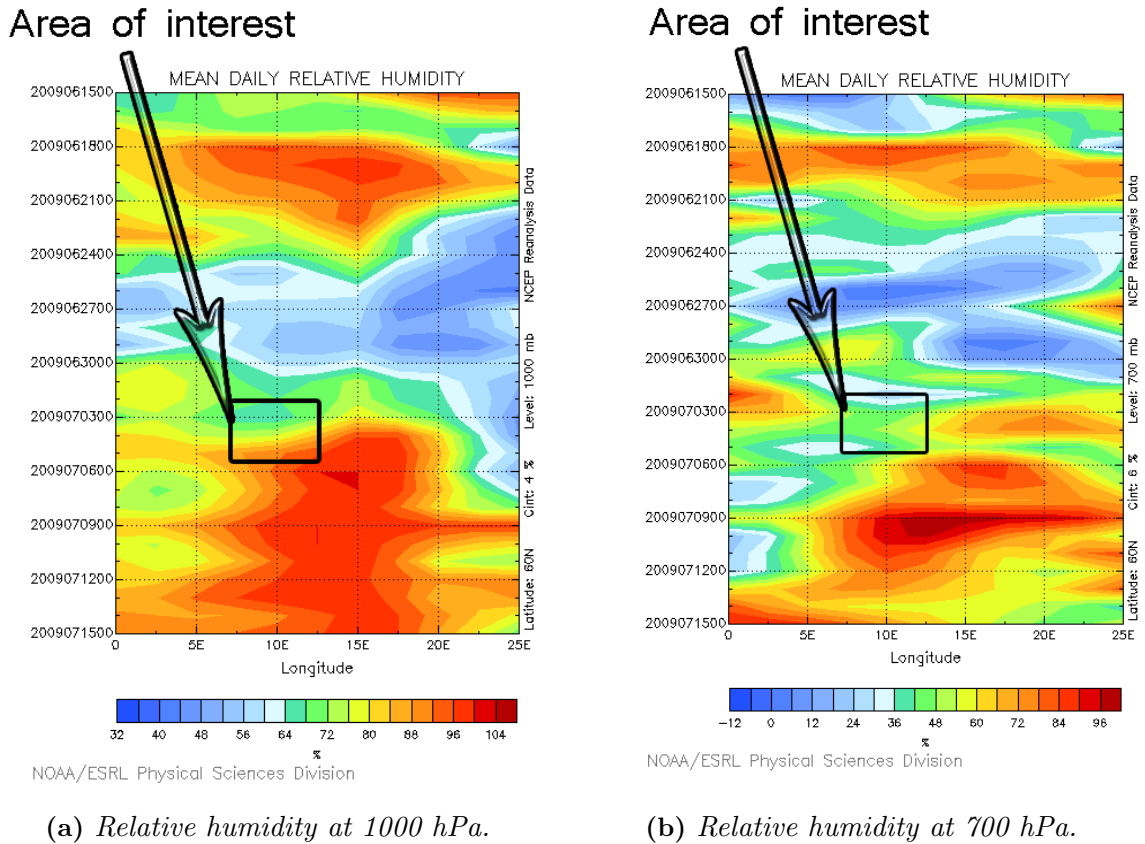 Area of interest
MEAN DAILY RELATIVE HUMIDITY
2009061500
2009061800
2009062100
2009062400
2009062700
2009063000
2009070300
2009070600
2009070900
2009071200
2009071500
0 5E 10E 15E 20E 25E
Longitude
Latitude: 60N Cint: 4 % Level: 1000 mb NCEP Reanalysis Data
32 40 48 56 64 72 80 88 96 104
%
NOAA/ESRL Physical Sciences Division
(a) Relative humidity at 1000 hPa.
Area of interest
MEAN DAILY RELATIVE HUMIDITY
2009061500
2009061800
2009062100
2009062400
2009062700
2009063000
2009070300
2009070600
2009070900
2009071200
2009071500
0 5E 10E 15E 20E 25E
Longitude
Latitude: 60N Cint: 6 % Level: 700 mb NCEP Reanalysis Data
−12 0 12 24 36 48 60 72 84 96
%
NOAA/ESRL Physical Sciences Division
(b) Relative humidity at 700 hPa.